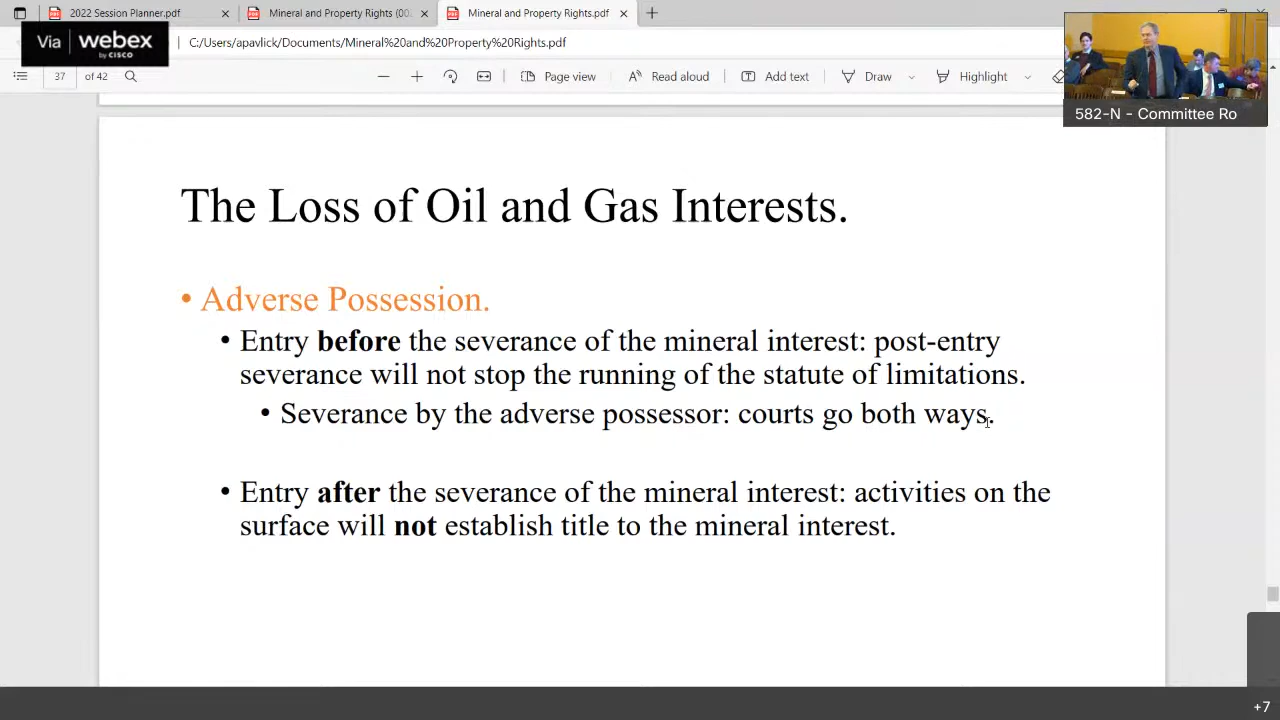 2022 Session Planner.pdf
Mineral and Property Rights (00.
Mineral and Property Rights.pdf
Via webex
by CISCO
C:/Users/apavlick/Documents/Mineral%20and%20Property%20Rights.pdf
37 of 42
Page view
Read aloud
Add text
Draw
Highlight
582-N - Committee Ro
The Loss of Oil and Gas Interests.
• Adverse Possession.
• Entry before the severance of the mineral interest: post-entry
severance will not stop the running of the statute of limitations.
• Severance by the adverse possessor: courts go both ways.
• Entry after the severance of the mineral interest: activities on the
surface will not establish title to the mineral interest.
+7